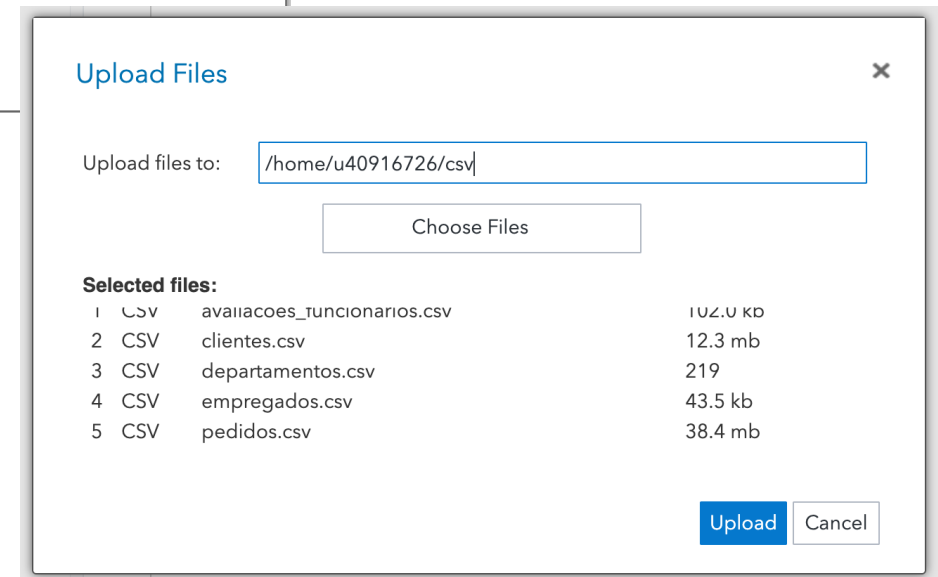 Upload Files
Upload files to: /home/u40916726/csv
Choose Files
Selected files:
1 CSV avaliacoes_funcionarios.csv 102.0 kb
2 CSV clientes.csv 12.3 mb
3 CSV departamentos.csv 219
4 CSV empregados.csv 43.5 kb
5 CSV pedidos.csv 38.4 mb
Upload Cancel